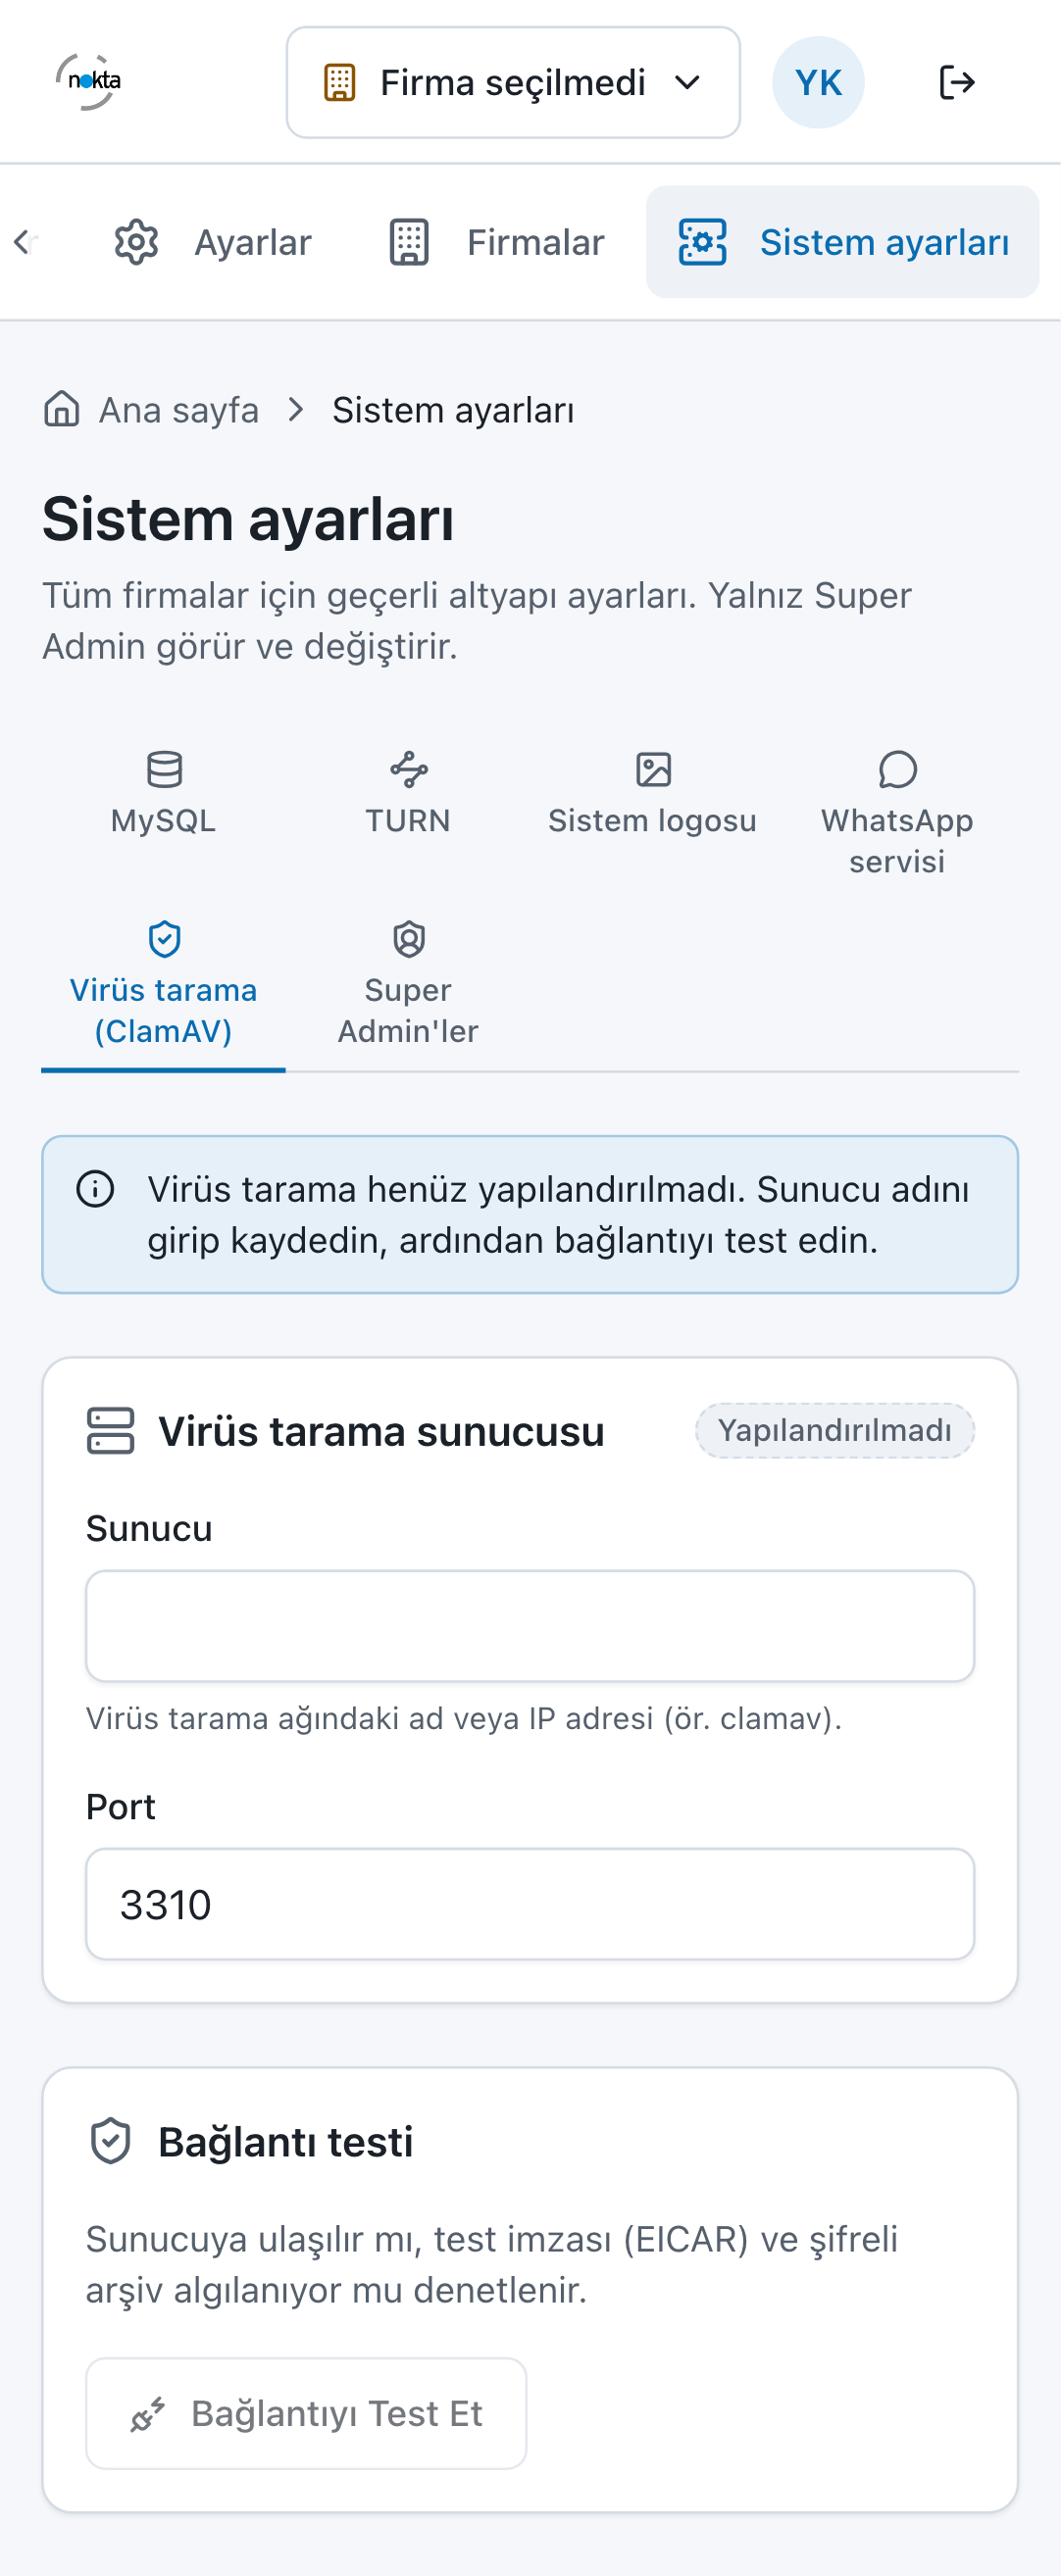 nokta
Firma seçilmedi
YK
Ayarlar
Firmalar
Sistem ayarları
Ana sayfa
Sistem ayarları
Sistem ayarları
Tüm firmalar için geçerli altyapı ayarları. Yalnız Super
Admin görür ve değiştirir.
MySQL
TURN
Sistem logosu
WhatsApp
servisi
Virüs tarama
(ClamAV)
Super
Admin'ler
Virüs tarama henüz yapılandırılmadı. Sunucu adını
girip kaydedin, ardından bağlantıyı test edin.
Virüs tarama sunucusu
Yapılandırılmadı
Sunucu
Virüs tarama ağındaki ad veya IP adresi (ör. clamav).
Port
3310
Bağlantı testi
Sunucuya ulaşılır mı, test imzası (EICAR) ve şifreli
arşiv algılanıyor mu denetlenir.
Bağlantıyı Test Et